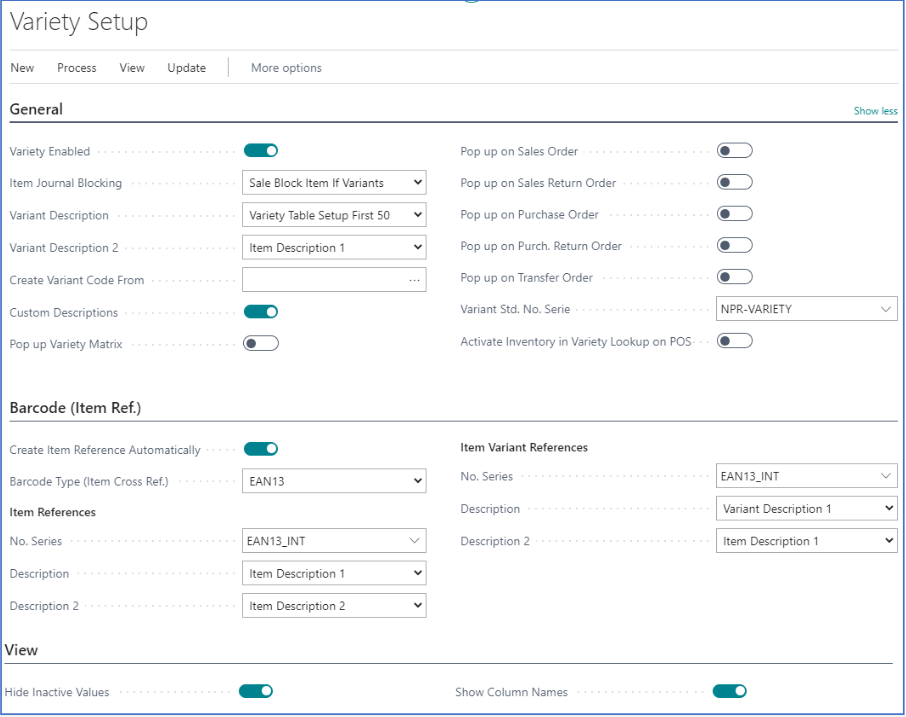 Variety Setup
New Process View Update More options
General
Show less
Variety Enabled
Item Journal Blocking Sale Block Item If Variants
Variant Description Variety Table Setup First 50
Variant Description 2 Item Description 1
Create Variant Code From ...
Custom Descriptions
Pop up Variety Matrix
Pop up on Sales Order
Pop up on Sales Return Order
Pop up on Purchase Order
Pop up on Purch. Return Order
Pop up on Transfer Order
Variant Std. No. Serie NPR-VARIETY
Activate Inventory in Variety Lookup on POS
Barcode (Item Ref.)
Create Item Reference Automatically
Barcode Type (Item Cross Ref.) EAN13
Item References
No. Series EAN13_INT
Description Item Description 1
Description 2 Item Description 2
Item Variant References
No. Series EAN13_INT
Description Variant Description 1
Description 2 Item Description 1
View
Hide Inactive Values
Show Column Names